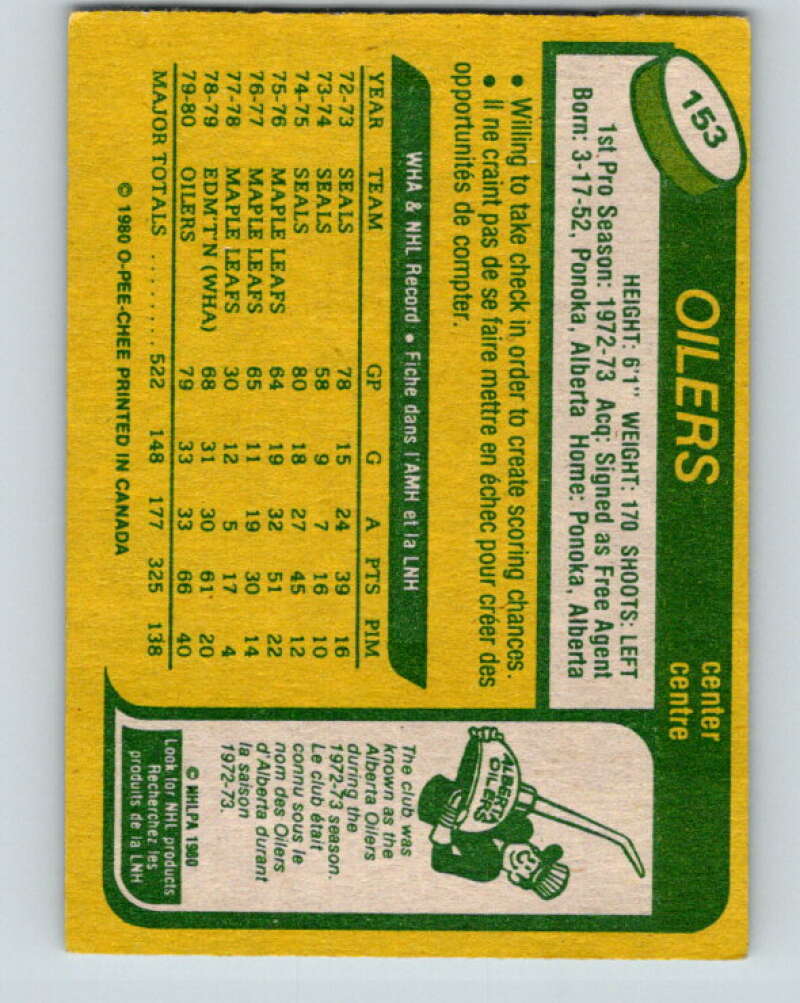 153
OILERS
center
centre
HEIGHT: 6'1" WEIGHT: 170 SHOOTS: LEFT
1st Pro Season: 1972-73 Acq: Signed as Free Agent
Born: 3-17-52, Ponoka, Alberta Home: Ponoka, Alberta
• Willing to take check in order to create scoring chances.
• Il ne craint pas de se faire mettre en échec pour créer des
opportunités de compter.
WHA & NHL Record • Fiche dans l'AMH et la LNH
YEAR TEAM GP G A PTS PIM
72-73 SEALS 78 15 24 39 16
73-74 SEALS 58 9 7 16 10
74-75 SEALS 80 18 27 45 12
75-76 MAPLE LEAFS 64 19 32 51 22
76-77 MAPLE LEAFS 65 11 19 30 14
77-78 MAPLE LEAFS 30 12 5 17 4
78-79 EDM'T'N (WHA) 68 31 30 61 20
79-80 OILERS 79 33 33 66 40
MAJOR TOTALS ........ 522 148 177 325 138
© 1980 O-PEE-CHEE PRINTED IN CANADA
ALBERTA
OILERS
The club was
known as the
Alberta Oilers
during the
1972-73 season.
Le club était
connu sous le
nom des Oilers
d'Alberta durant
la saison
1972-73.
© NHLPA 1980
Look for NHL products
Recherchez les
produits de la LNH